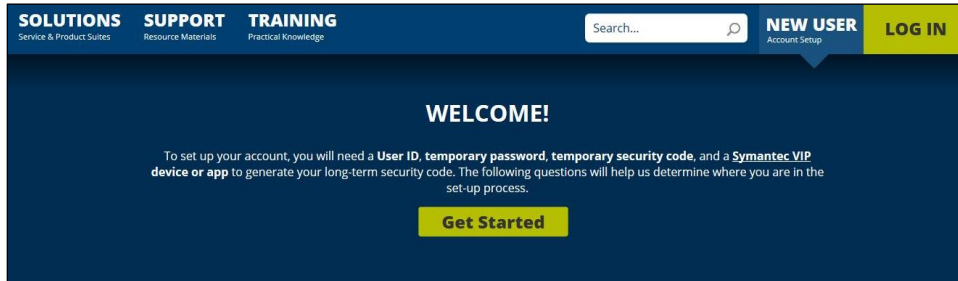 SOLUTIONS
Service & Product Suites
SUPPORT
Resource Materials
TRAINING
Practical Knowledge
Search...
NEW USER
Account Setup
LOG IN
WELCOME!
To set up your account, you will need a User ID, temporary password, temporary security code, and a Symantec VIP
device or app to generate your long-term security code. The following questions will help us determine where you are in the
set-up process.
Get Started